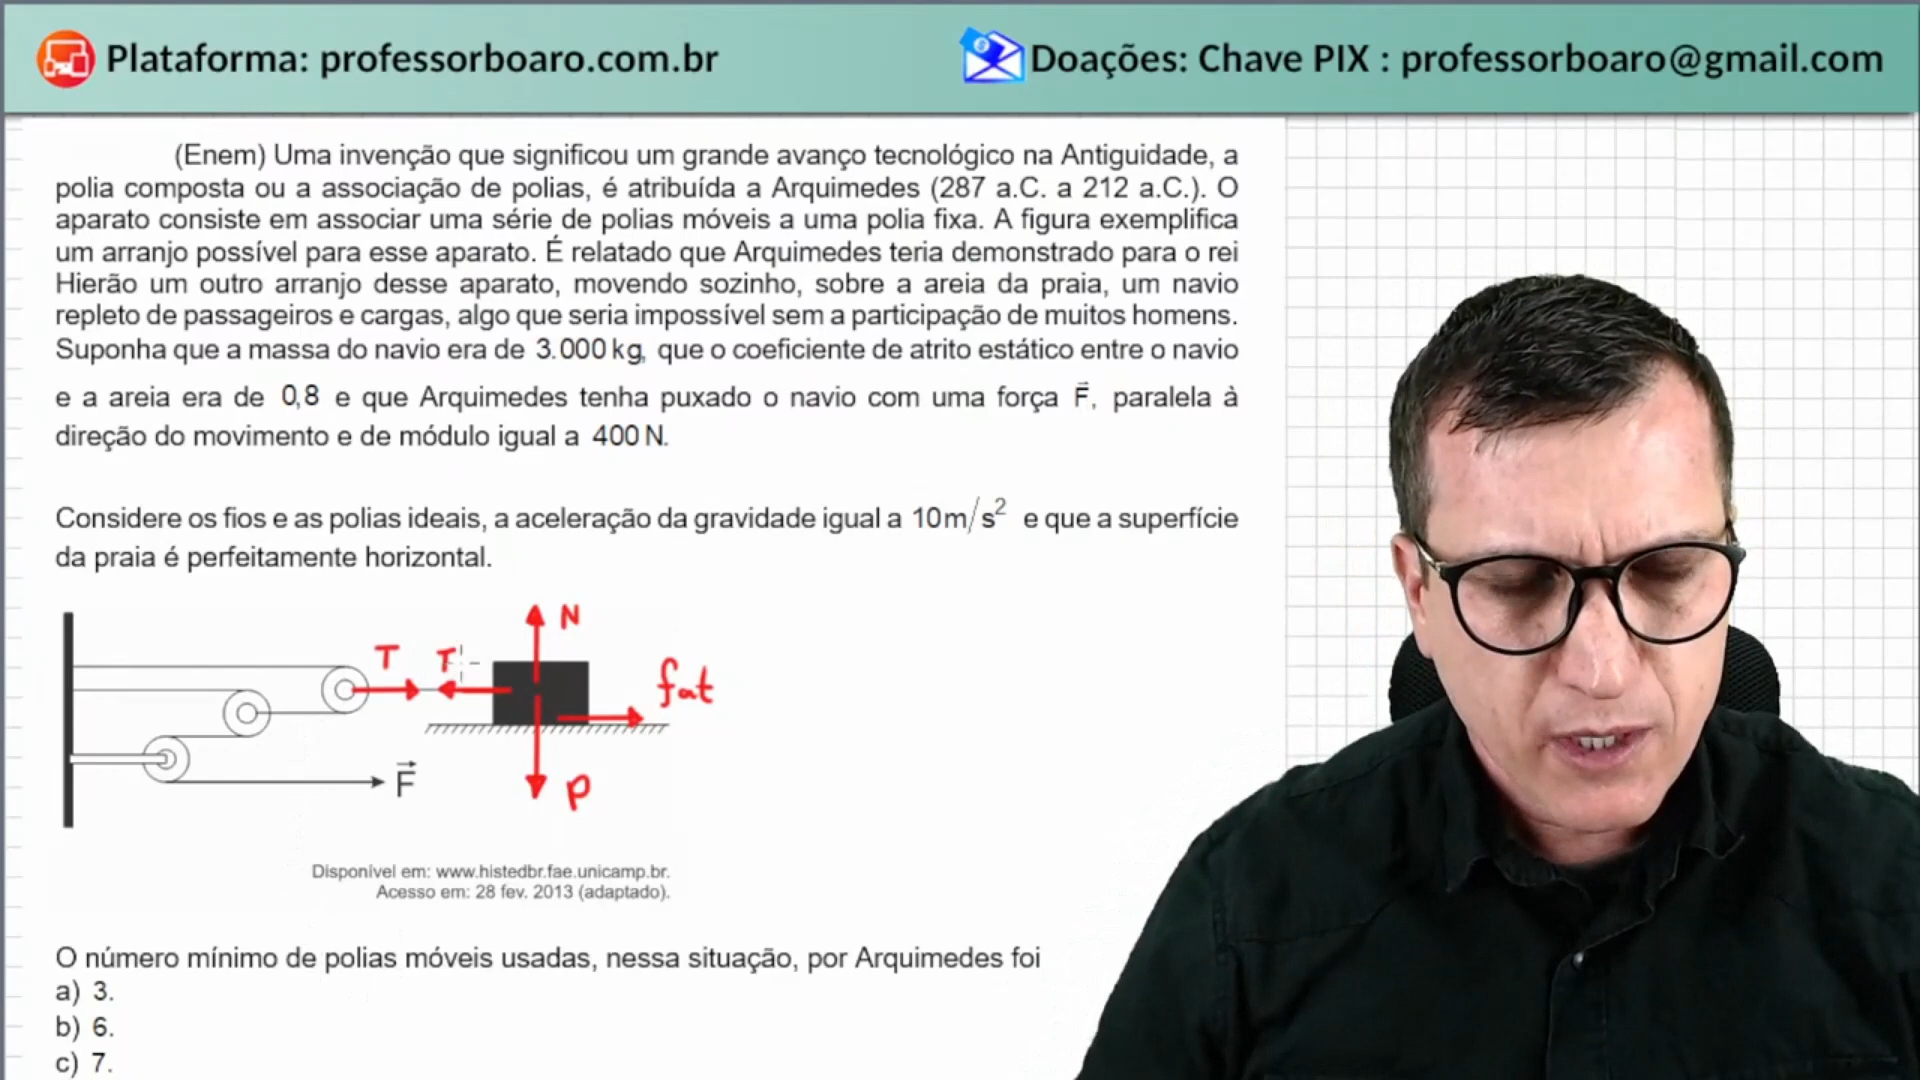 Plataforma: professorboaro.com.br
Doações: Chave PIX : professorboaro@gmail.com
(Enem) Uma invenção que significou um grande avanço tecnológico na Antiguidade, a
polia composta ou a associação de polias, é atribuída a Arquimedes (287 a.C. a 212 a.C.). O
aparato consiste em associar uma série de polias móveis a uma polia fixa. A figura exemplifica
um arranjo possível para esse aparato. É relatado que Arquimedes teria demonstrado para o rei
Hierão um outro arranjo desse aparato, movendo sozinho, sobre a areia da praia, um navio
repleto de passageiros e cargas, algo que seria impossível sem a participação de muitos homens.
Suponha que a massa do navio era de 3.000 kg, que o coeficiente de atrito estático entre o navio
e a areia era de 0,8 e que Arquimedes tenha puxado o navio com uma força F⃗, paralela à
direção do movimento e de módulo igual a 400 N.
Considere os fios e as polias ideais, a aceleração da gravidade igual a 10 m/s² e que a superfície
da praia é perfeitamente horizontal.
N
T T
fat
F⃗
P
Disponível em: www.histedbr.fae.unicamp.br.
Acesso em: 28 fev. 2013 (adaptado).
O número mínimo de polias móveis usadas, nessa situação, por Arquimedes foi
a) 3.
b) 6.
c) 7.